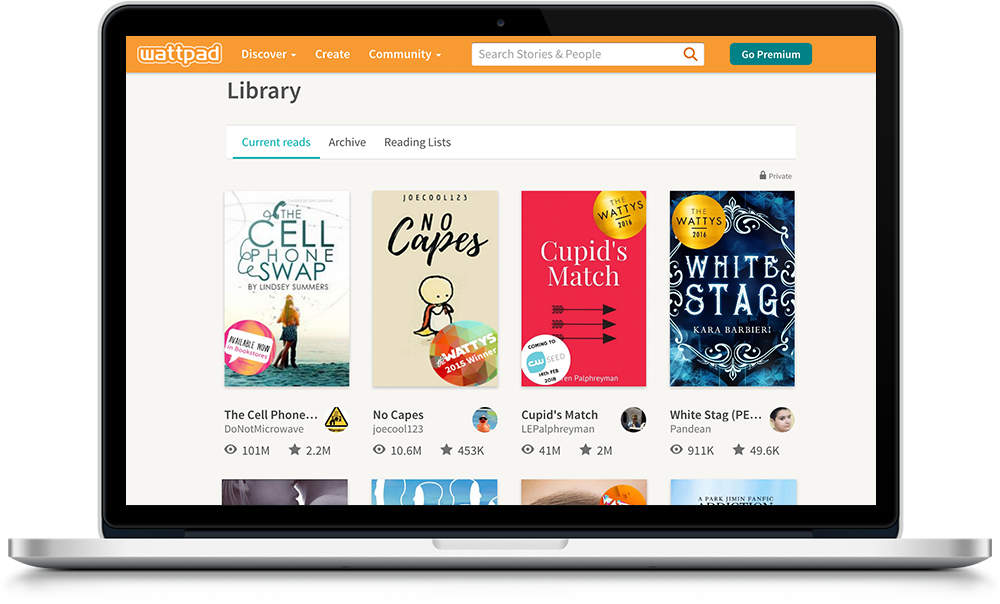 wattpad Discover Create Community Search Stories & People Go Premium
Library
Current reads Archive Reading Lists
Private
THE
CELL
PHONE
SWAP
BY LINDSEY SUMMERS
AVAILABLE NOW
in Bookstores
JOECOOL123
NO
Capes
THE WATTYS
2015 Winner
THE
WATTYS
2016
Cupid's
Match
COMING TO
CW SEED
14th FEB
2018
Palphreyman
THE
WATTYS
2016
WHITE
STAG
KARA BARBIERI
The Cell Phone...
DoNotMicrowave
101M 2.2M
No Capes
joecool123
10.6M 453K
Cupid's Match
LEPalphreyman
41M 2M
White Stag (PE...
Pandean
911K 49.6K
A PARK JIMIN FANFIC
ADDICTION